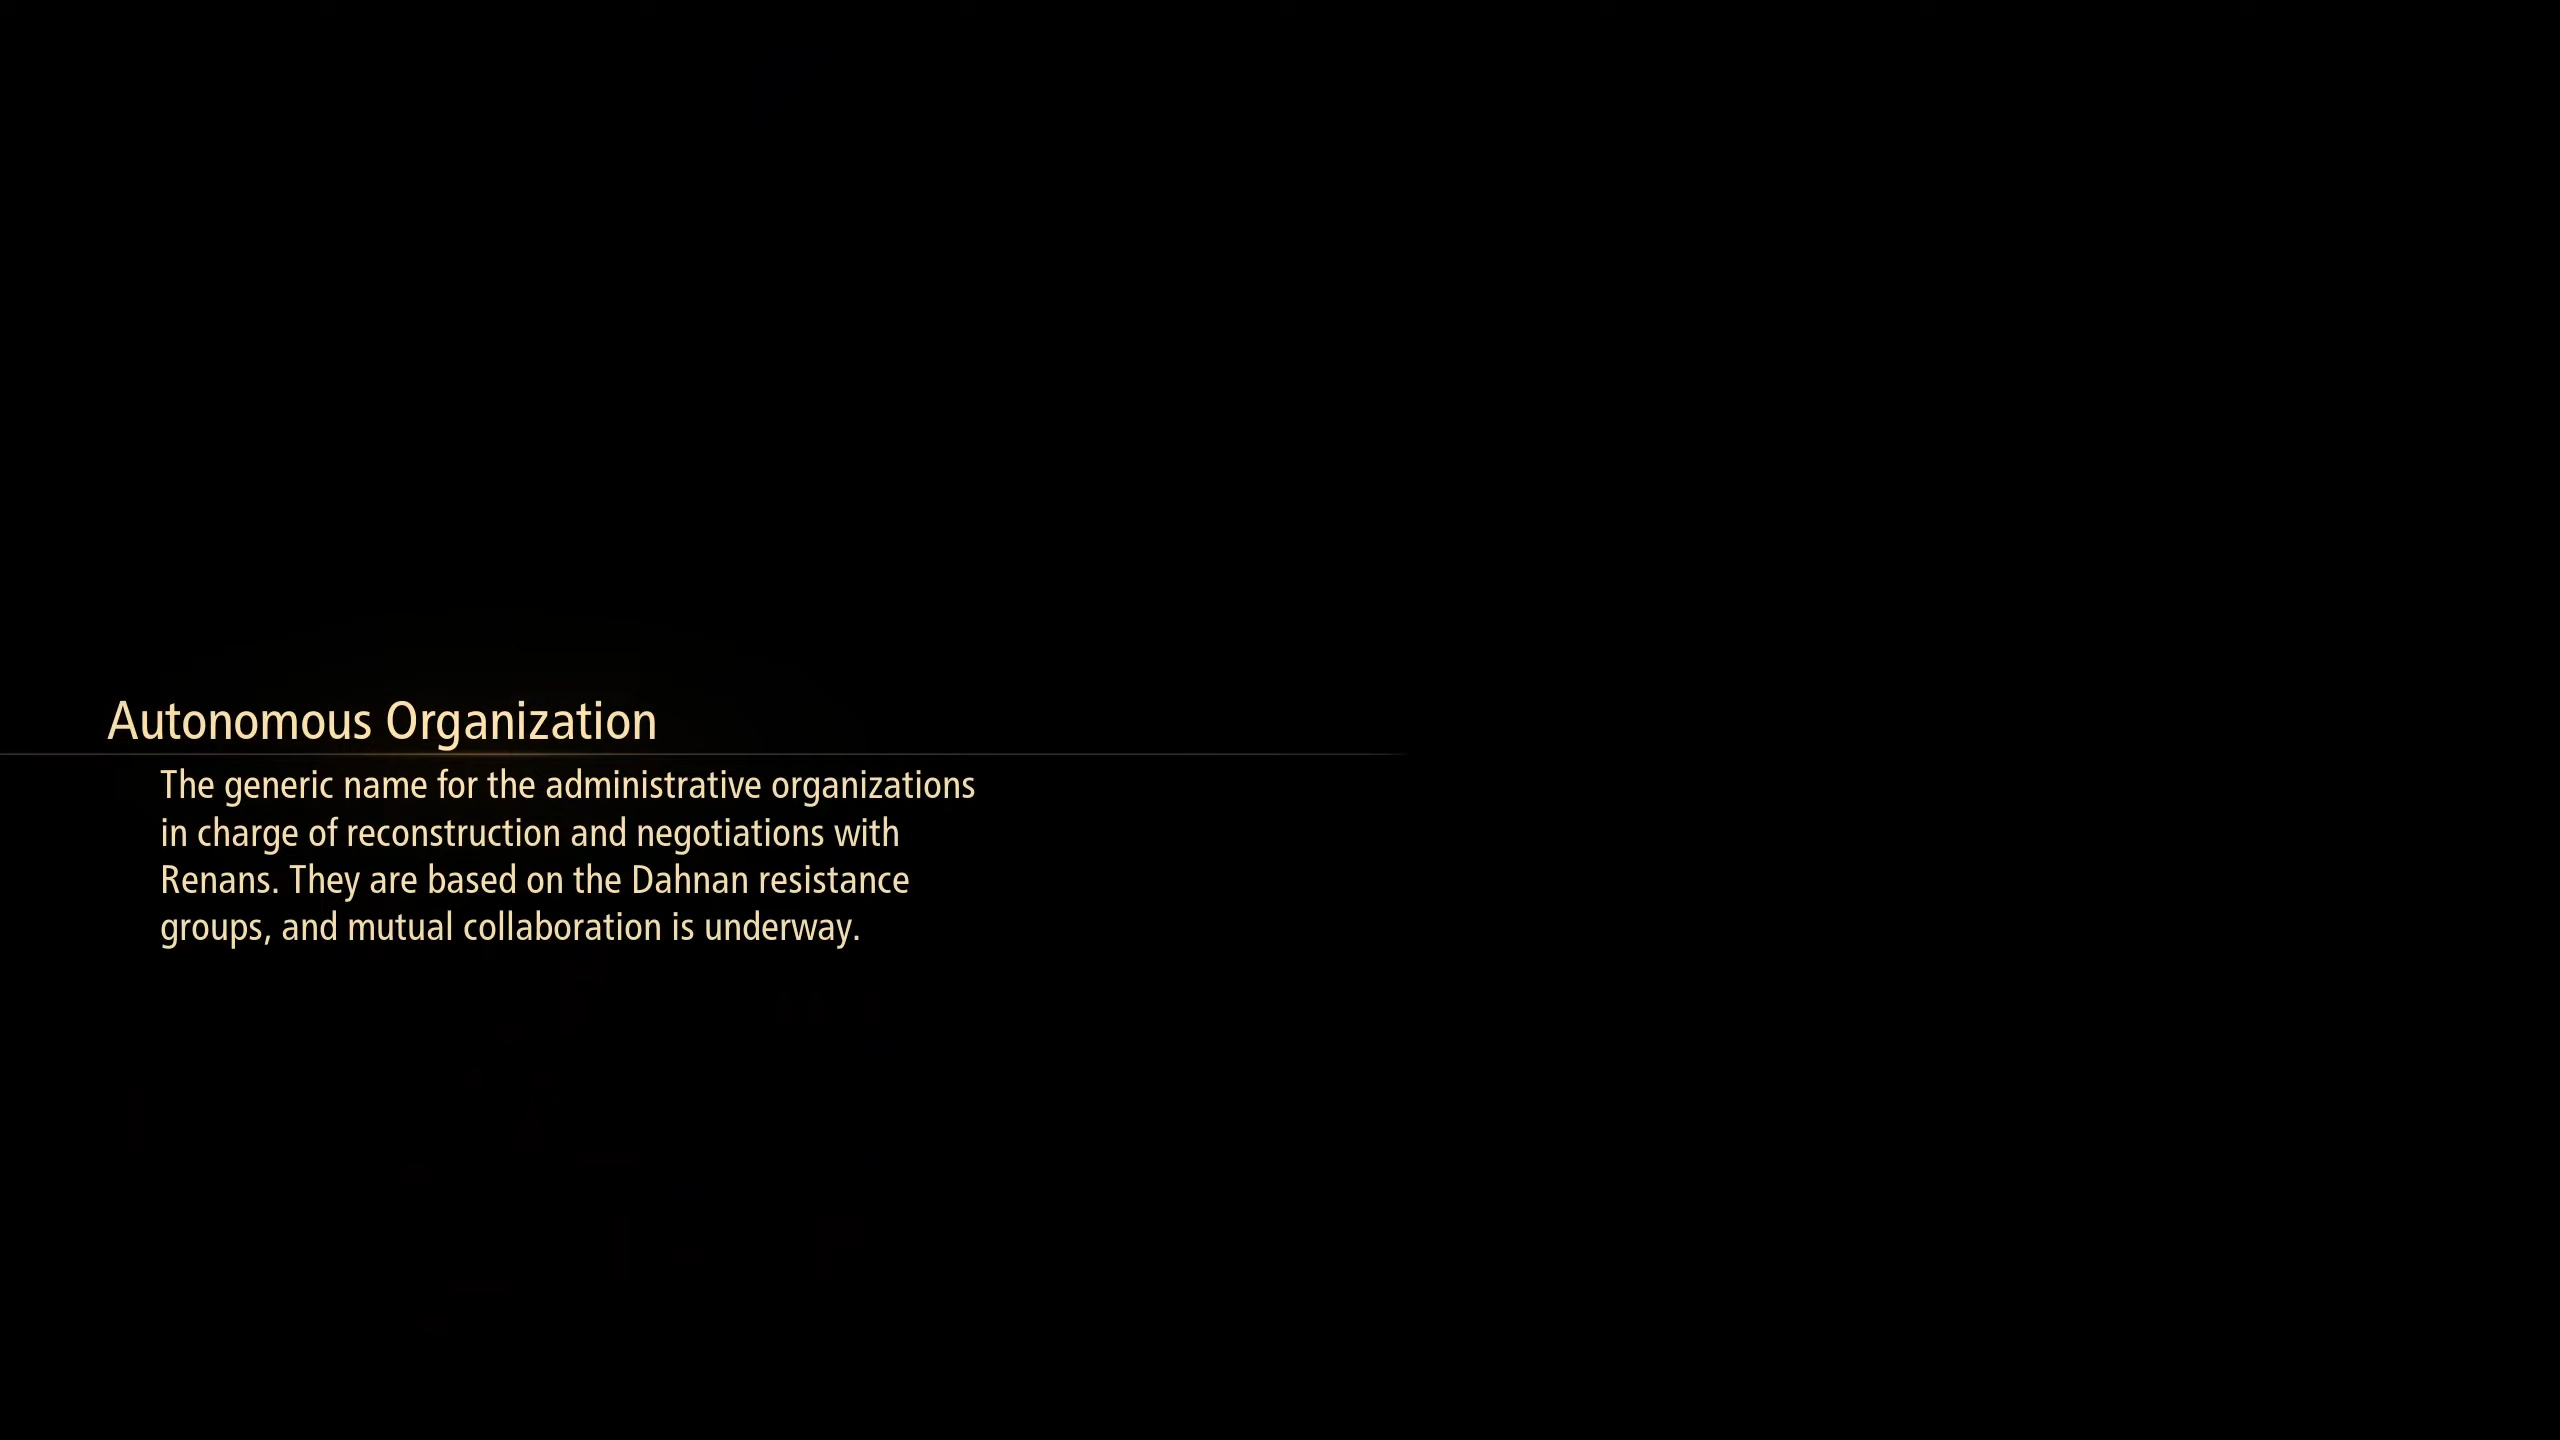 Autonomous Organization
The generic name for the administrative organizations
in charge of reconstruction and negotiations with
Renans. They are based on the Dahnan resistance
groups, and mutual collaboration is underway.